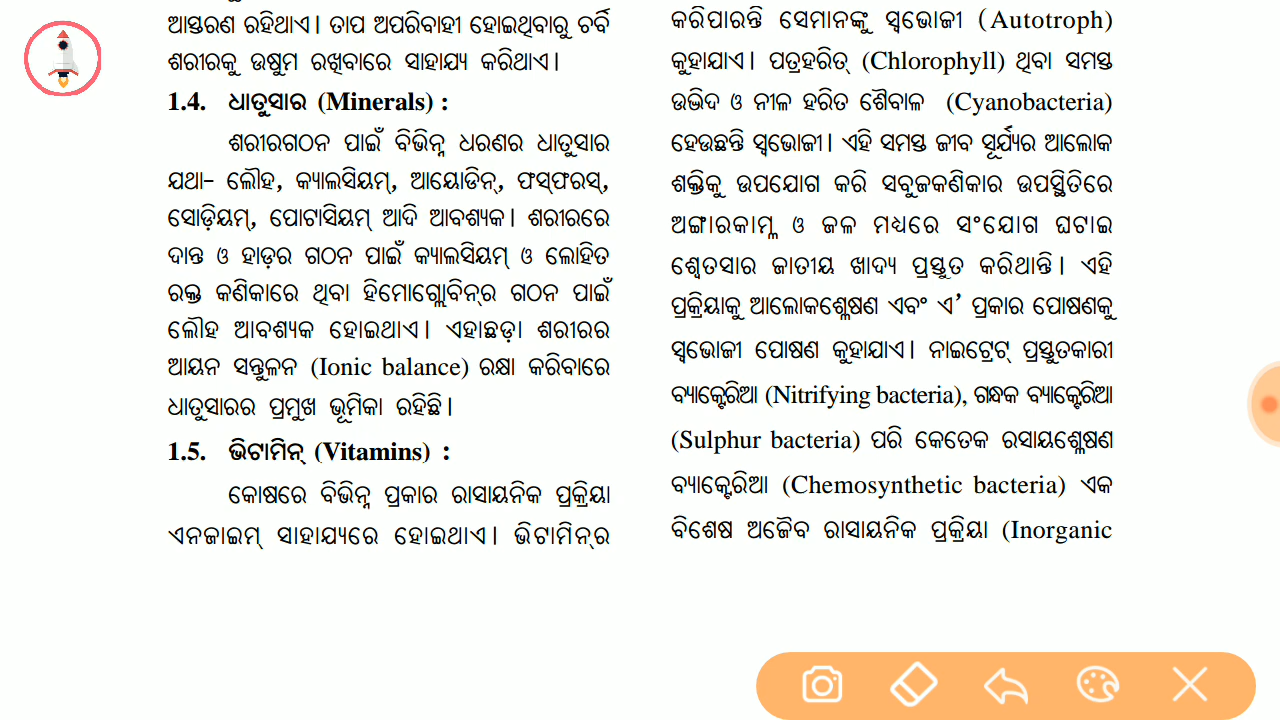 ଆସ୍ତରଣ ରହିଥାଏ। ତାପ ଅପରିବାହୀ ହୋଇଥିବାରୁ ଚର୍ବି
ଶରୀରକୁ ଉଷୁମ ରଖିବାରେ ସାହାଯ୍ୟ କରିଥାଏ।
1.4. ଧାତୁସାର (Minerals) :
ଶରୀରଗଠନ ପାଇଁ ବିଭିନ୍ନ ଧରଣର ଧାତୁସାର
ଯଥା- ଲୌହ, କ୍ୟାଲସିୟମ୍, ଆୟୋଡିନ୍, ଫସ୍ଫରସ୍,
ସୋଡ଼ିୟମ୍, ପୋଟାସିୟମ୍ ଆଦି ଆବଶ୍ୟକ। ଶରୀରରେ
ଦାନ୍ତ ଓ ହାଡ଼ର ଗଠନ ପାଇଁ କ୍ୟାଲସିୟମ୍ ଓ ଲୋହିତ
ରକ୍ତ କଣିକାରେ ଥିବା ହିମୋଗ୍ଲୋବିନ୍‌ର ଗଠନ ପାଇଁ
ଲୌହ ଆବଶ୍ୟକ ହୋଇଥାଏ। ଏହାଛଡ଼ା ଶରୀରର
ଆୟନ ସନ୍ତୁଳନ (Ionic balance) ରକ୍ଷା କରିବାରେ
ଧାତୁସାରର ପ୍ରମୁଖ ଭୂମିକା ରହିଛି।
1.5. ଭିଟାମିନ୍ (Vitamins) :
କୋଷରେ ବିଭିନ୍ନ ପ୍ରକାର ରାସାୟନିକ ପ୍ରକ୍ରିୟା
ଏନଜାଇମ୍ ସାହାଯ୍ୟରେ ହୋଇଥାଏ। ଭିଟାମିନ୍‌ର
କରିପାରନ୍ତି ସେମାନଙ୍କୁ ସ୍ୱଭୋଜୀ (Autotroph)
କୁହାଯାଏ। ପତ୍ରହରିତ୍ (Chlorophyll) ଥିବା ସମସ୍ତ
ଉଦ୍ଭିଦ ଓ ନୀଳ ହରିତ ଶୈବାଳ (Cyanobacteria)
ହେଉଛନ୍ତି ସ୍ୱଭୋଜୀ। ଏହି ସମସ୍ତ ଜୀବ ସୂର୍ଯ୍ୟର ଆଲୋକ
ଶକ୍ତିକୁ ଉପଯୋଗ କରି ସବୁଜକଣିକାର ଉପସ୍ଥିତିରେ
ଅଙ୍ଗାରକାମ୍ଳ ଓ ଜଳ ମଧ୍ୟରେ ସଂଯୋଗ ଘଟାଇ
ଶ୍ୱେତସାର ଜାତୀୟ ଖାଦ୍ୟ ପ୍ରସ୍ତୁତ କରିଥାନ୍ତି। ଏହି
ପ୍ରକ୍ରିୟାକୁ ଆଲୋକଶ୍ଳେଷଣ ଏବଂ ଏ’ ପ୍ରକାର ପୋଷଣକୁ
ସ୍ୱଭୋଜୀ ପୋଷଣ କୁହାଯାଏ। ନାଇଟ୍ରେଟ୍ ପ୍ରସ୍ତୁତକାରୀ
ବ୍ୟାକ୍ଟେରିଆ (Nitrifying bacteria), ଗନ୍ଧକ ବ୍ୟାକ୍ଟେରିଆ
(Sulphur bacteria) ପରି କେତେକ ରସାୟଶ୍ଳେଷଣ
ବ୍ୟାକ୍ଟେରିଆ (Chemosynthetic bacteria) ଏକ
ବିଶେଷ ଅଜୈବ ରାସାୟନିକ ପ୍ରକ୍ରିୟା (Inorganic